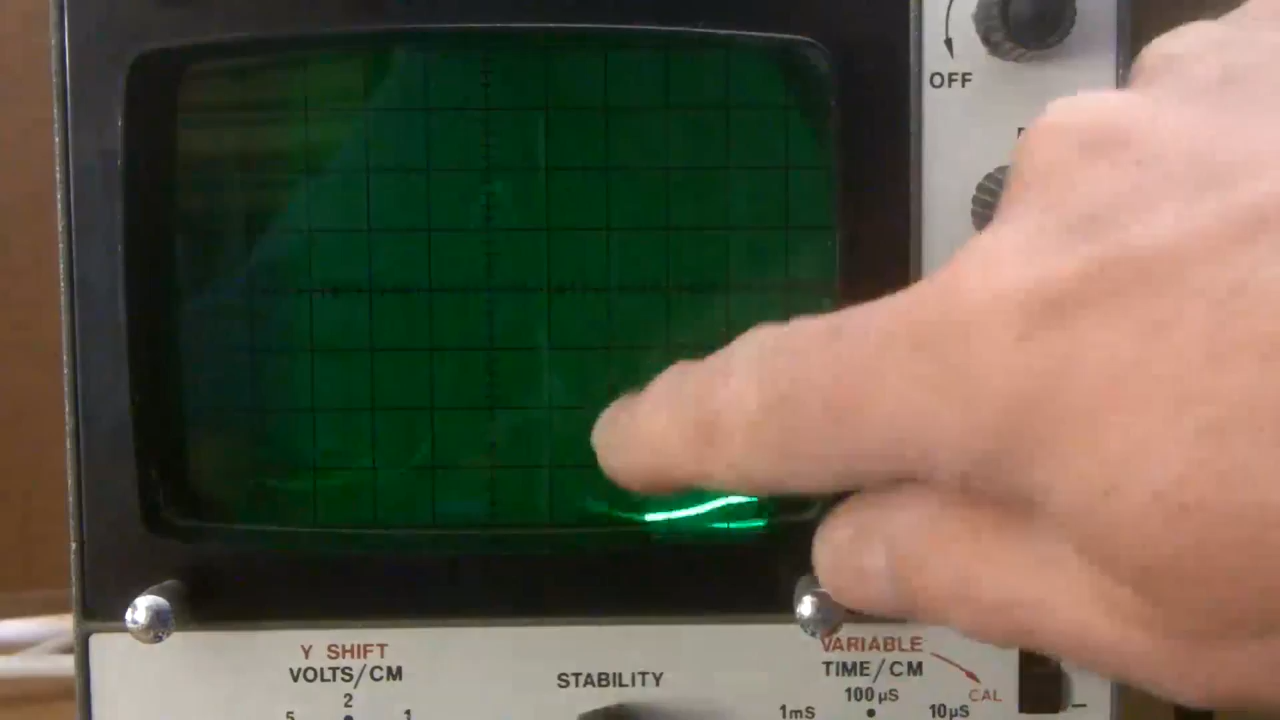 OFF
Y SHIFT
VOLTS/CM
2
5
1
STABILITY
VARIABLE
TIME/CM
CAL
100 µS
1mS
10µS